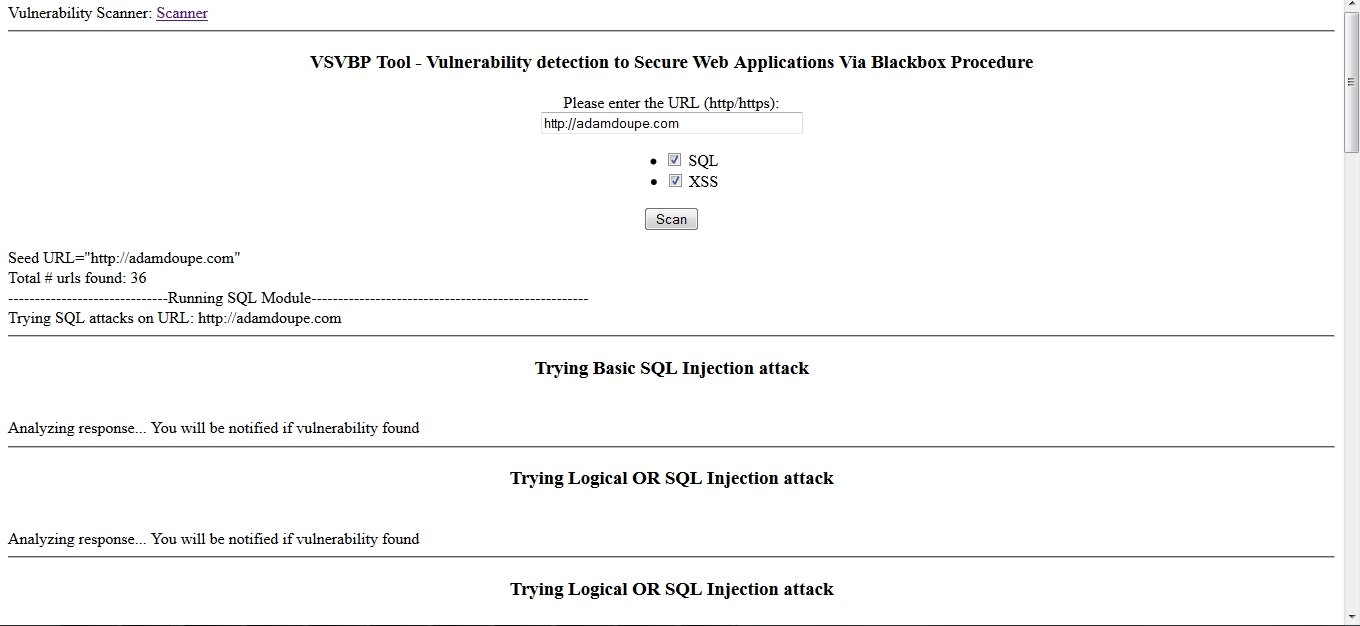 Vulnerability Scanner: Scanner
VSVBP Tool - Vulnerability detection to Secure Web Applications Via Blackbox Procedure
Please enter the URL (http/https):
http://adamdoupe.com
SQL
XSS
Scan
Seed URL="http://adamdoupe.com"
Total # urls found: 36
------------------------------Running SQL Module----------------------------------------------------
Trying SQL attacks on URL: http://adamdoupe.com
Trying Basic SQL Injection attack
Analyzing response... You will be notified if vulnerability found
Trying Logical OR SQL Injection attack
Analyzing response... You will be notified if vulnerability found
Trying Logical OR SQL Injection attack